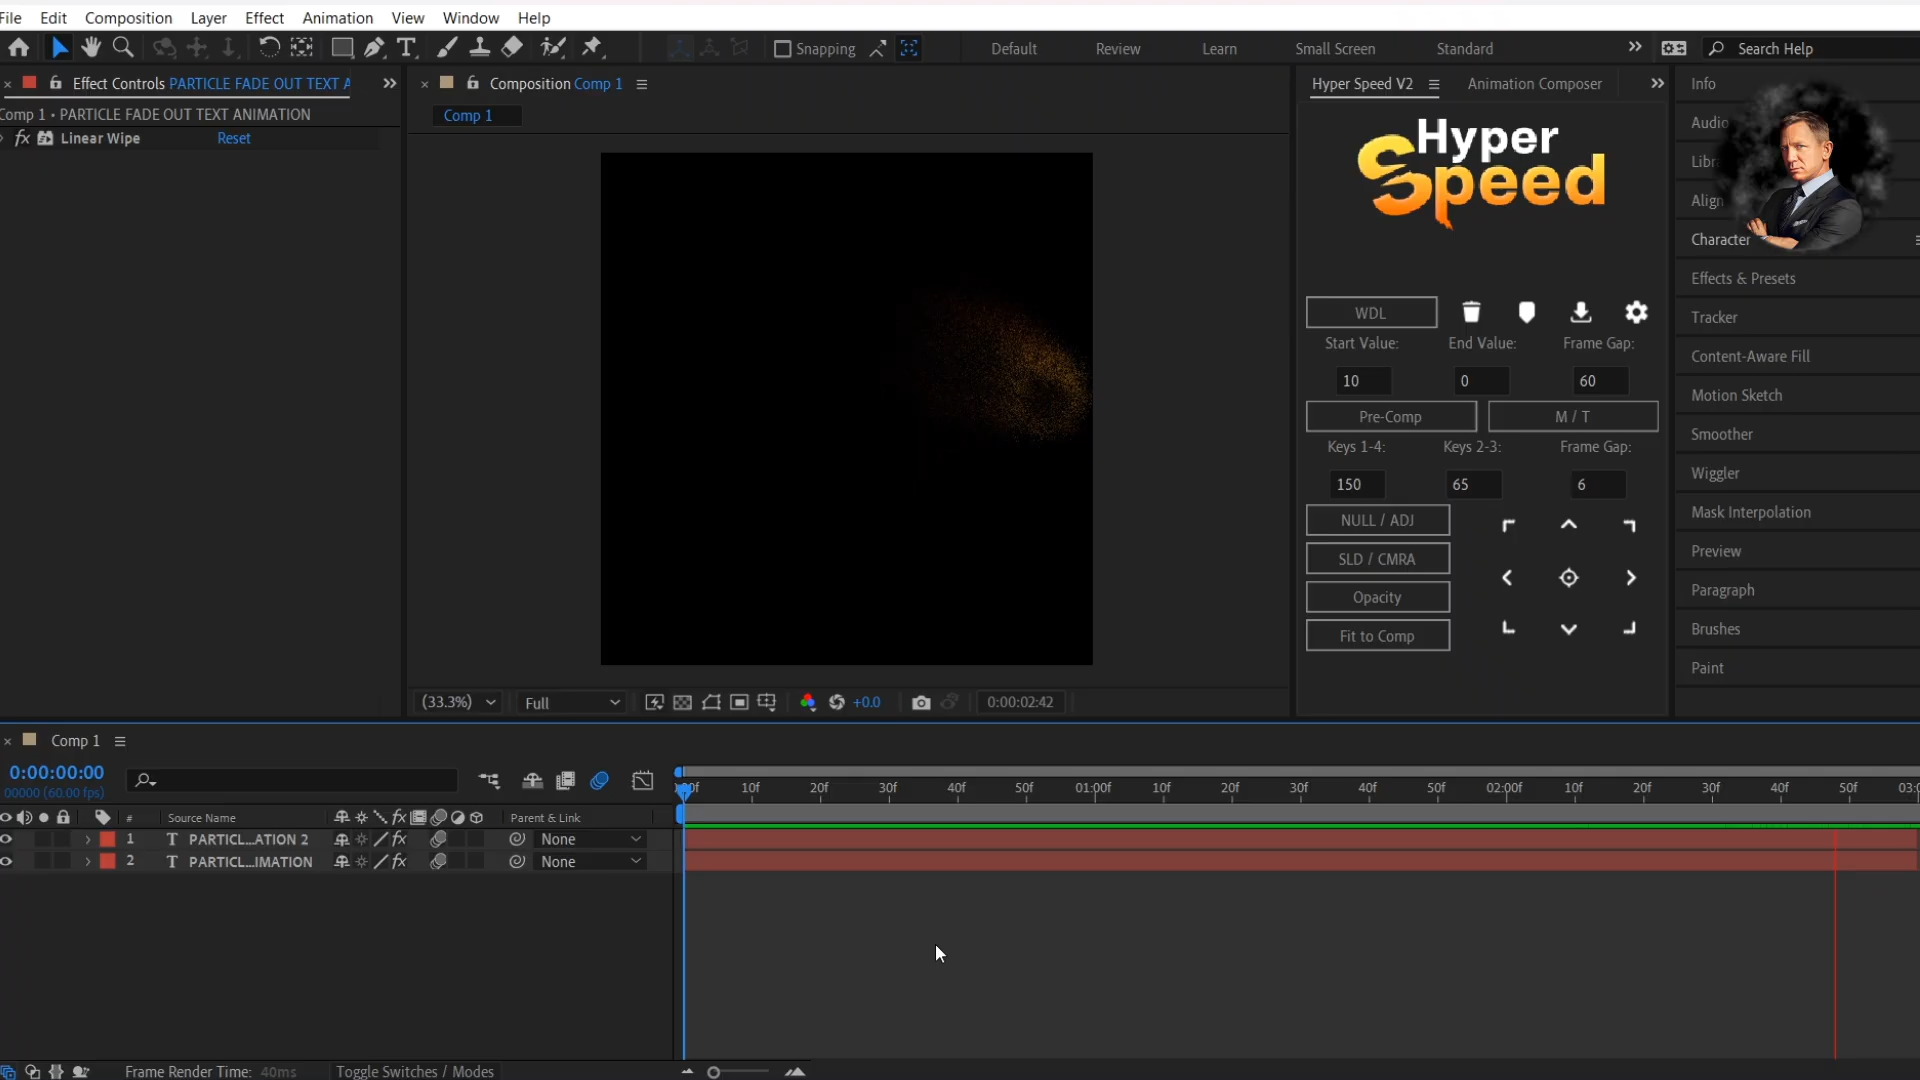 File Edit Composition Layer Effect Animation View Window Help
Snapping Default Review Learn Small Screen Standard Search Help
Effect Controls PARTICLE FADE OUT TEXT A
Comp 1 • PARTICLE FADE OUT TEXT ANIMATION
fx Linear Wipe Reset
Composition Comp 1
Comp 1
Hyper Speed V2 Animation Composer
Hyper
Speed
WDL
Start Value: End Value: Frame Gap:
10 0 60
Pre-Comp M / T
Keys 1-4: Keys 2-3: Frame Gap:
150 65 6
NULL / ADJ
SLD / CMRA
Opacity
Fit to Comp
Info
Audio
Libr
Align
Character
Effects & Presets
Tracker
Content-Aware Fill
Motion Sketch
Smoother
Wiggler
Mask Interpolation
Preview
Paragraph
Brushes
Paint
(33.3%) Full +0.0 0:00:02:42
Comp 1
0:00:00:00
00000 (60.00 fps)
10f 20f 30f 40f 50f 01:00f 10f 20f 30f 40f 50f 02:00f 10f 20f 30f 40f 50f 03:0
# Source Name fx Parent & Link
1 T PARTICL...ATION 2 fx None
2 T PARTICL...IMATION fx None
Frame Render Time: 40ms Toggle Switches / Modes